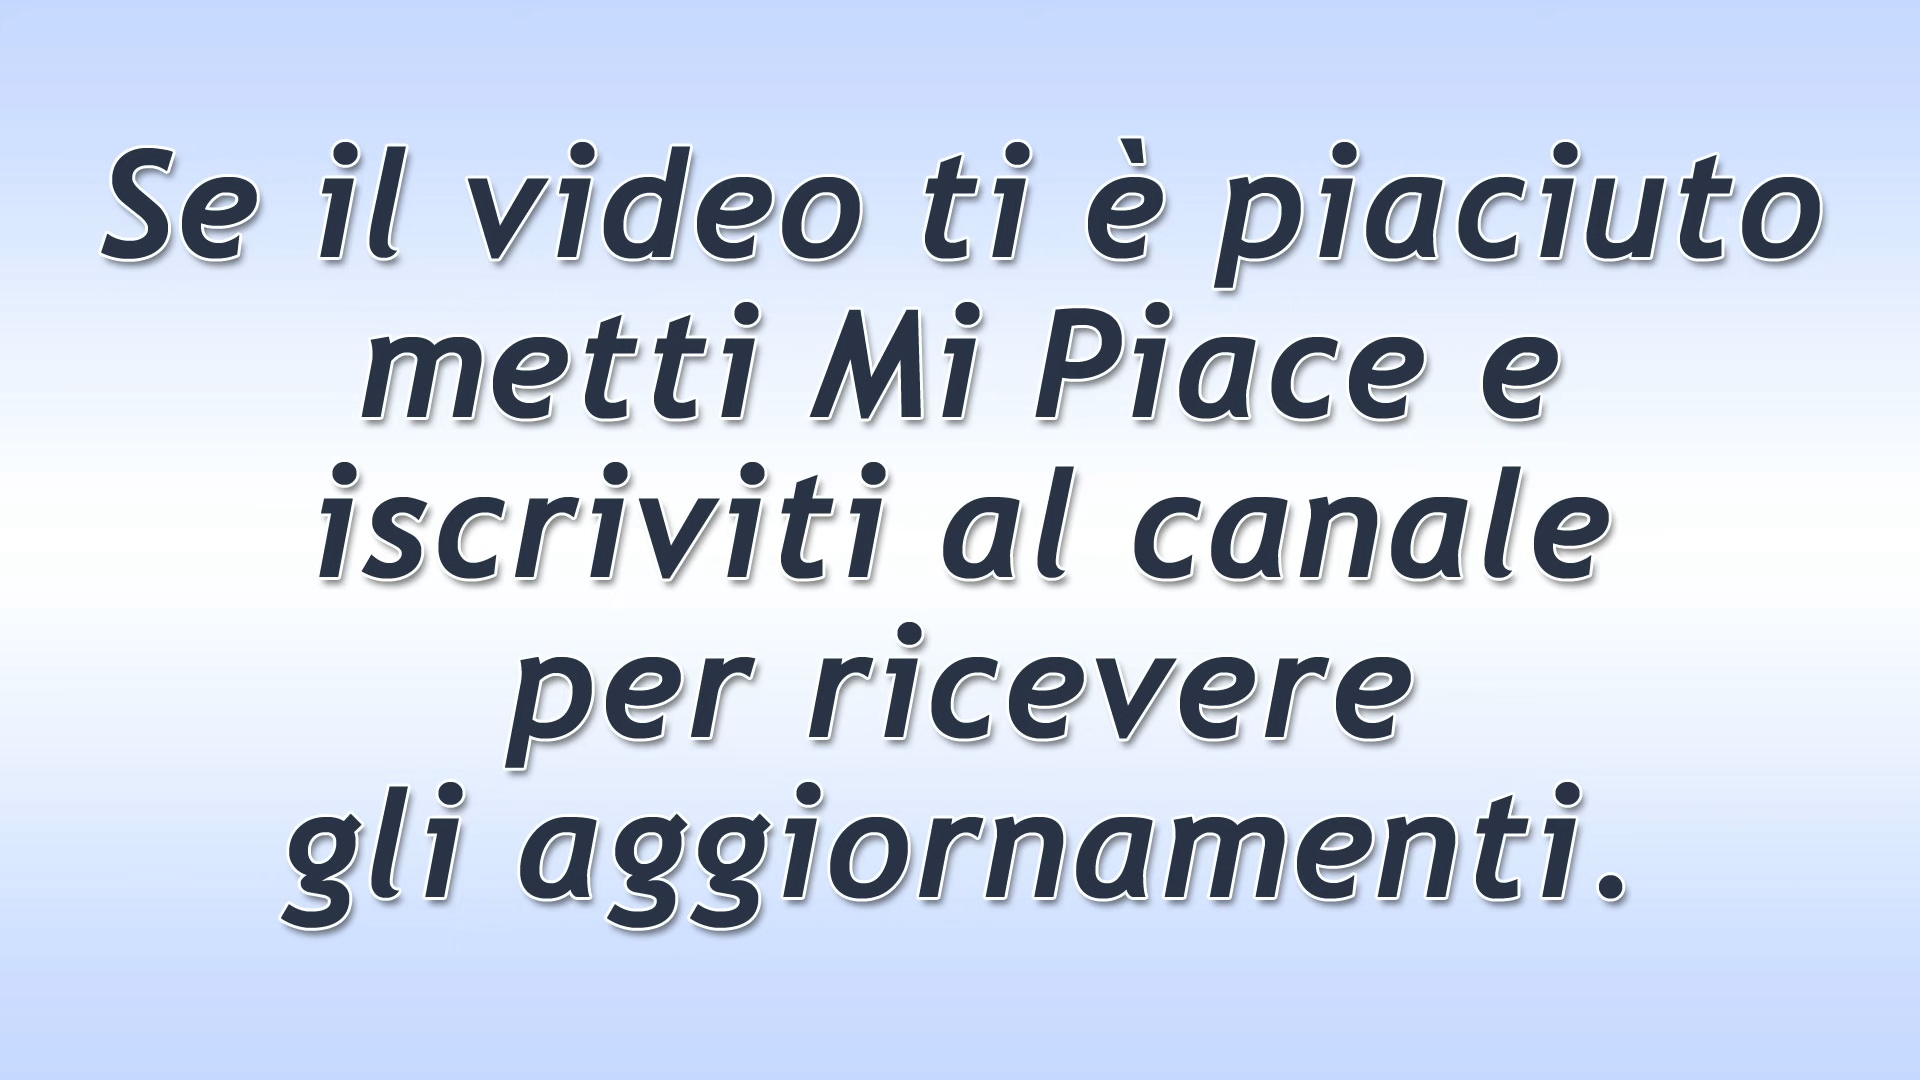 Se il video ti è piaciuto
metti Mi Piace e
iscriviti al canale
per ricevere
gli aggiornamenti.